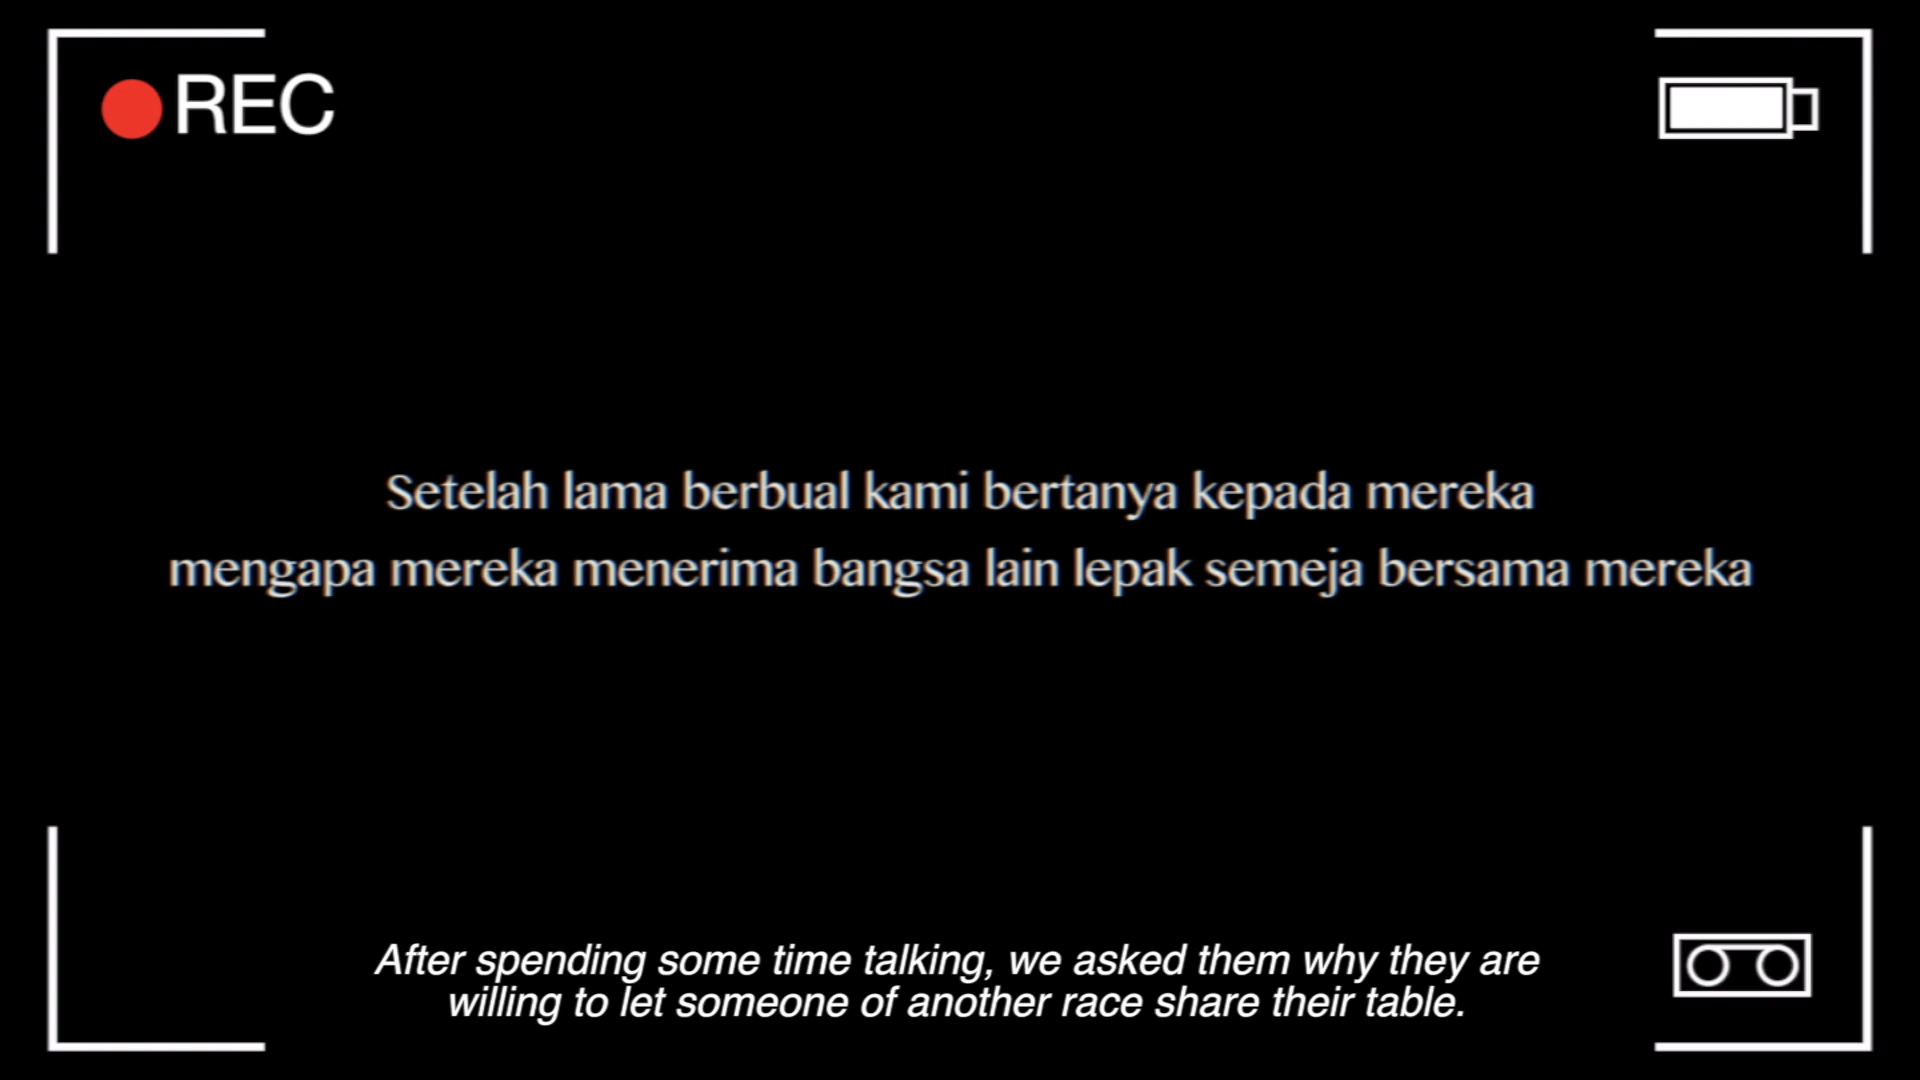 REC
Setelah lama berbual kami bertanya kepada mereka
mengapa mereka menerima bangsa lain lepak semeja bersama mereka
After spending some time talking, we asked them why they are
willing to let someone of another race share their table.